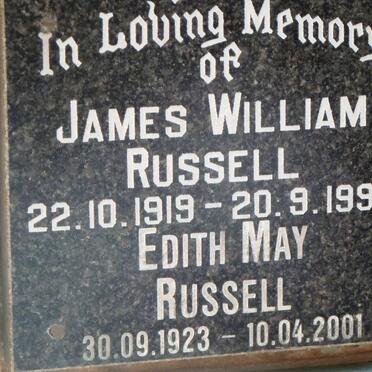 In Loving Memory
of
JAMES WILLIAM
RUSSELL
22.10.1919 – 20.9.199
EDITH MAY
RUSSELL
30.09.1923 – 10.04.2001